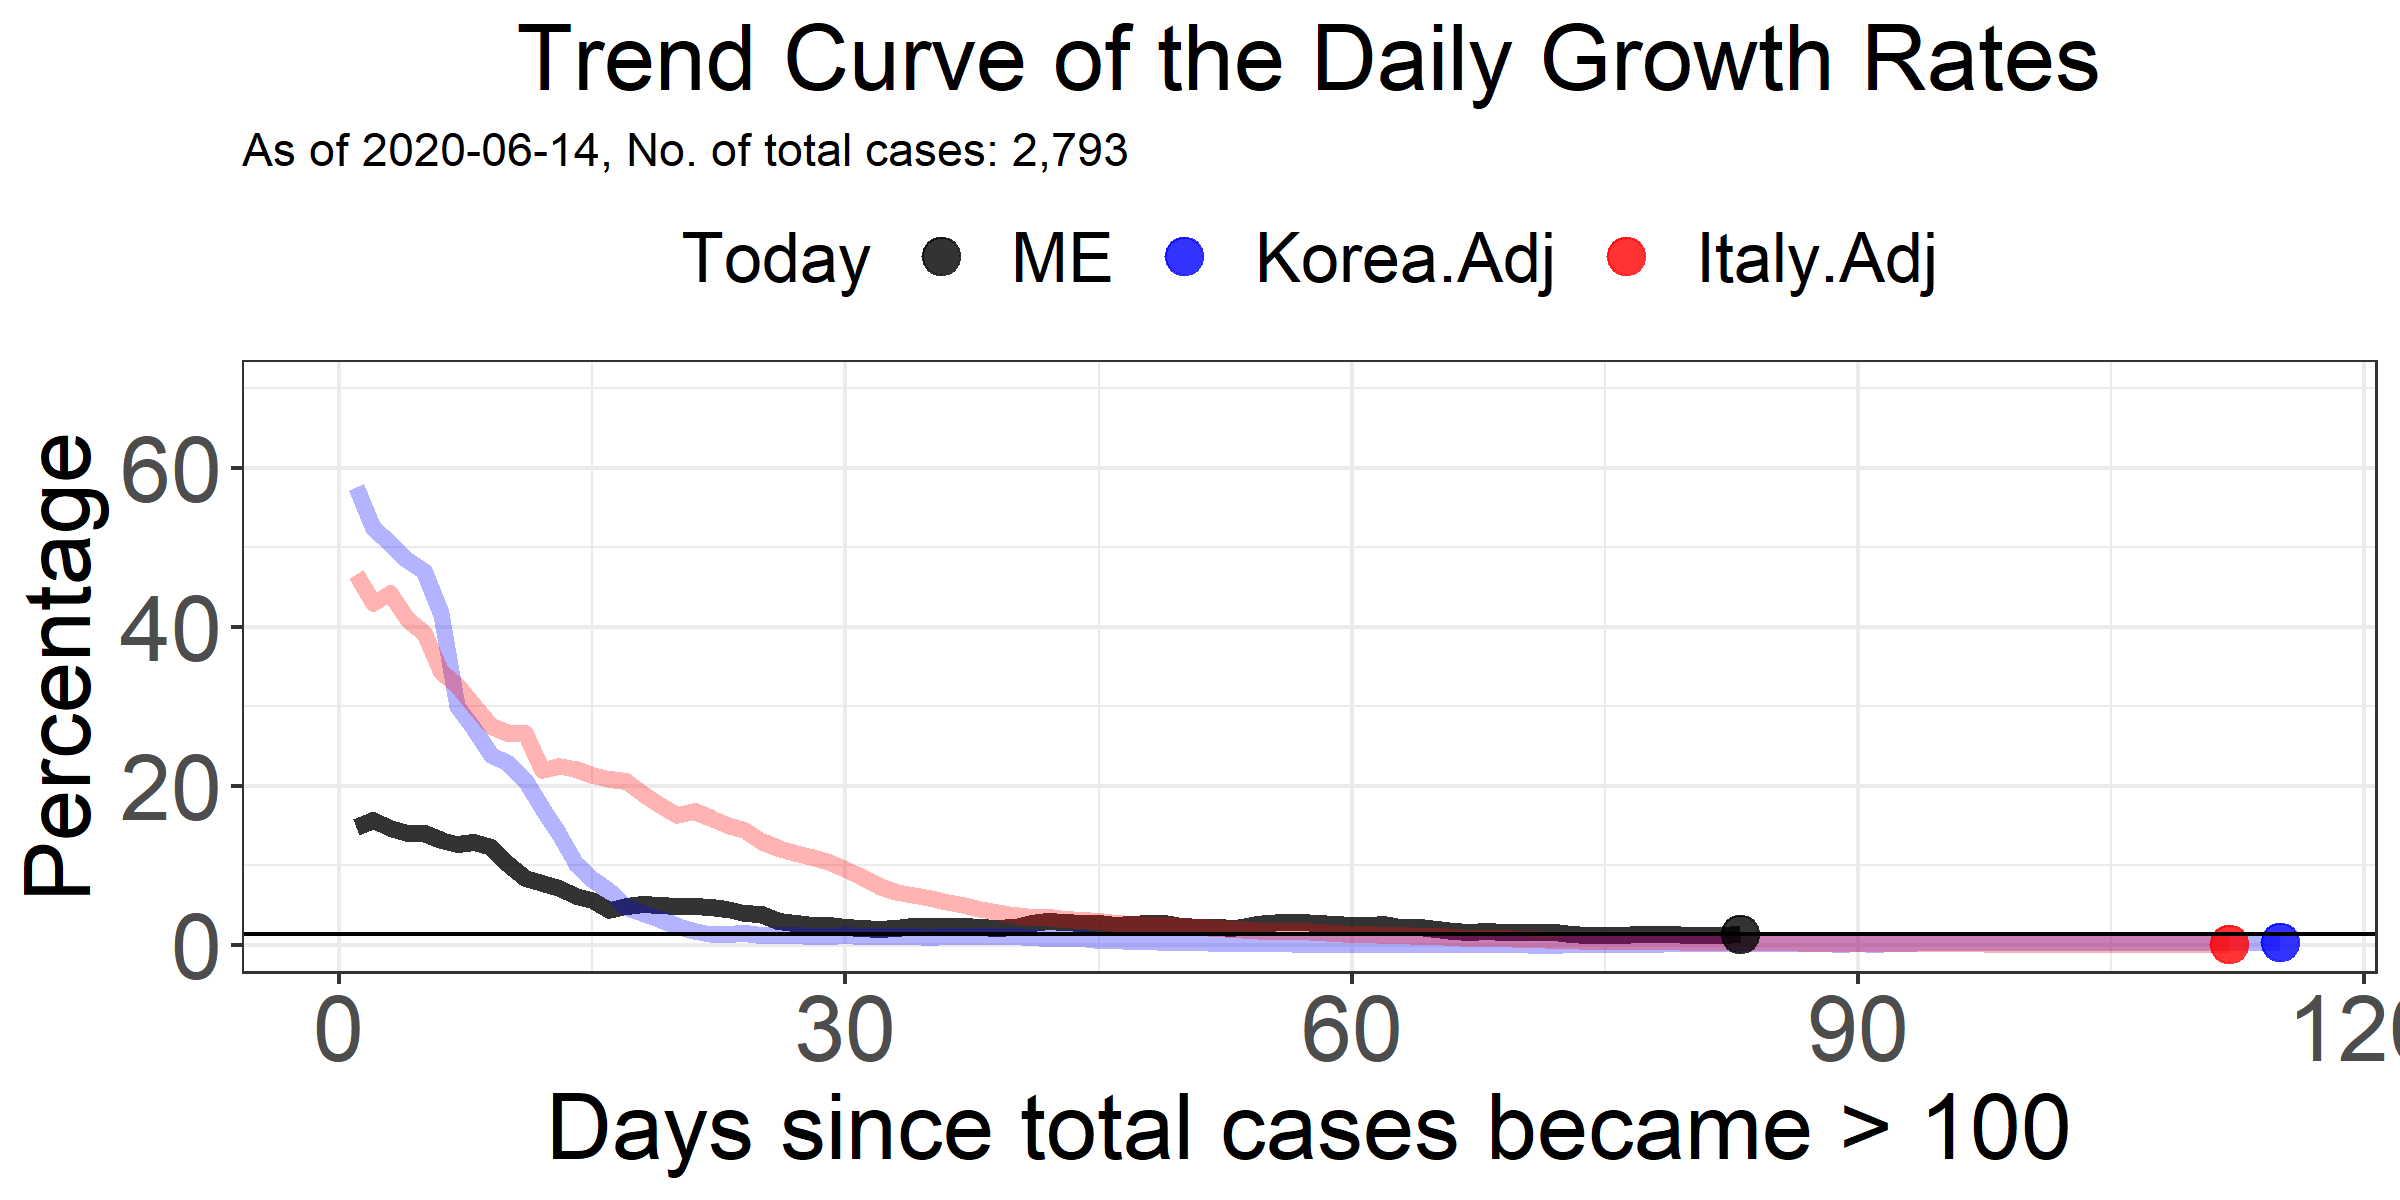 Trend Curve of the Daily Growth Rates
As of 2020-06-14, No. of total cases: 2,793
Today ME Korea.Adj Italy.Adj
Percentage
60
40
20
0
0 30 60 90 120
Days since total cases became > 100